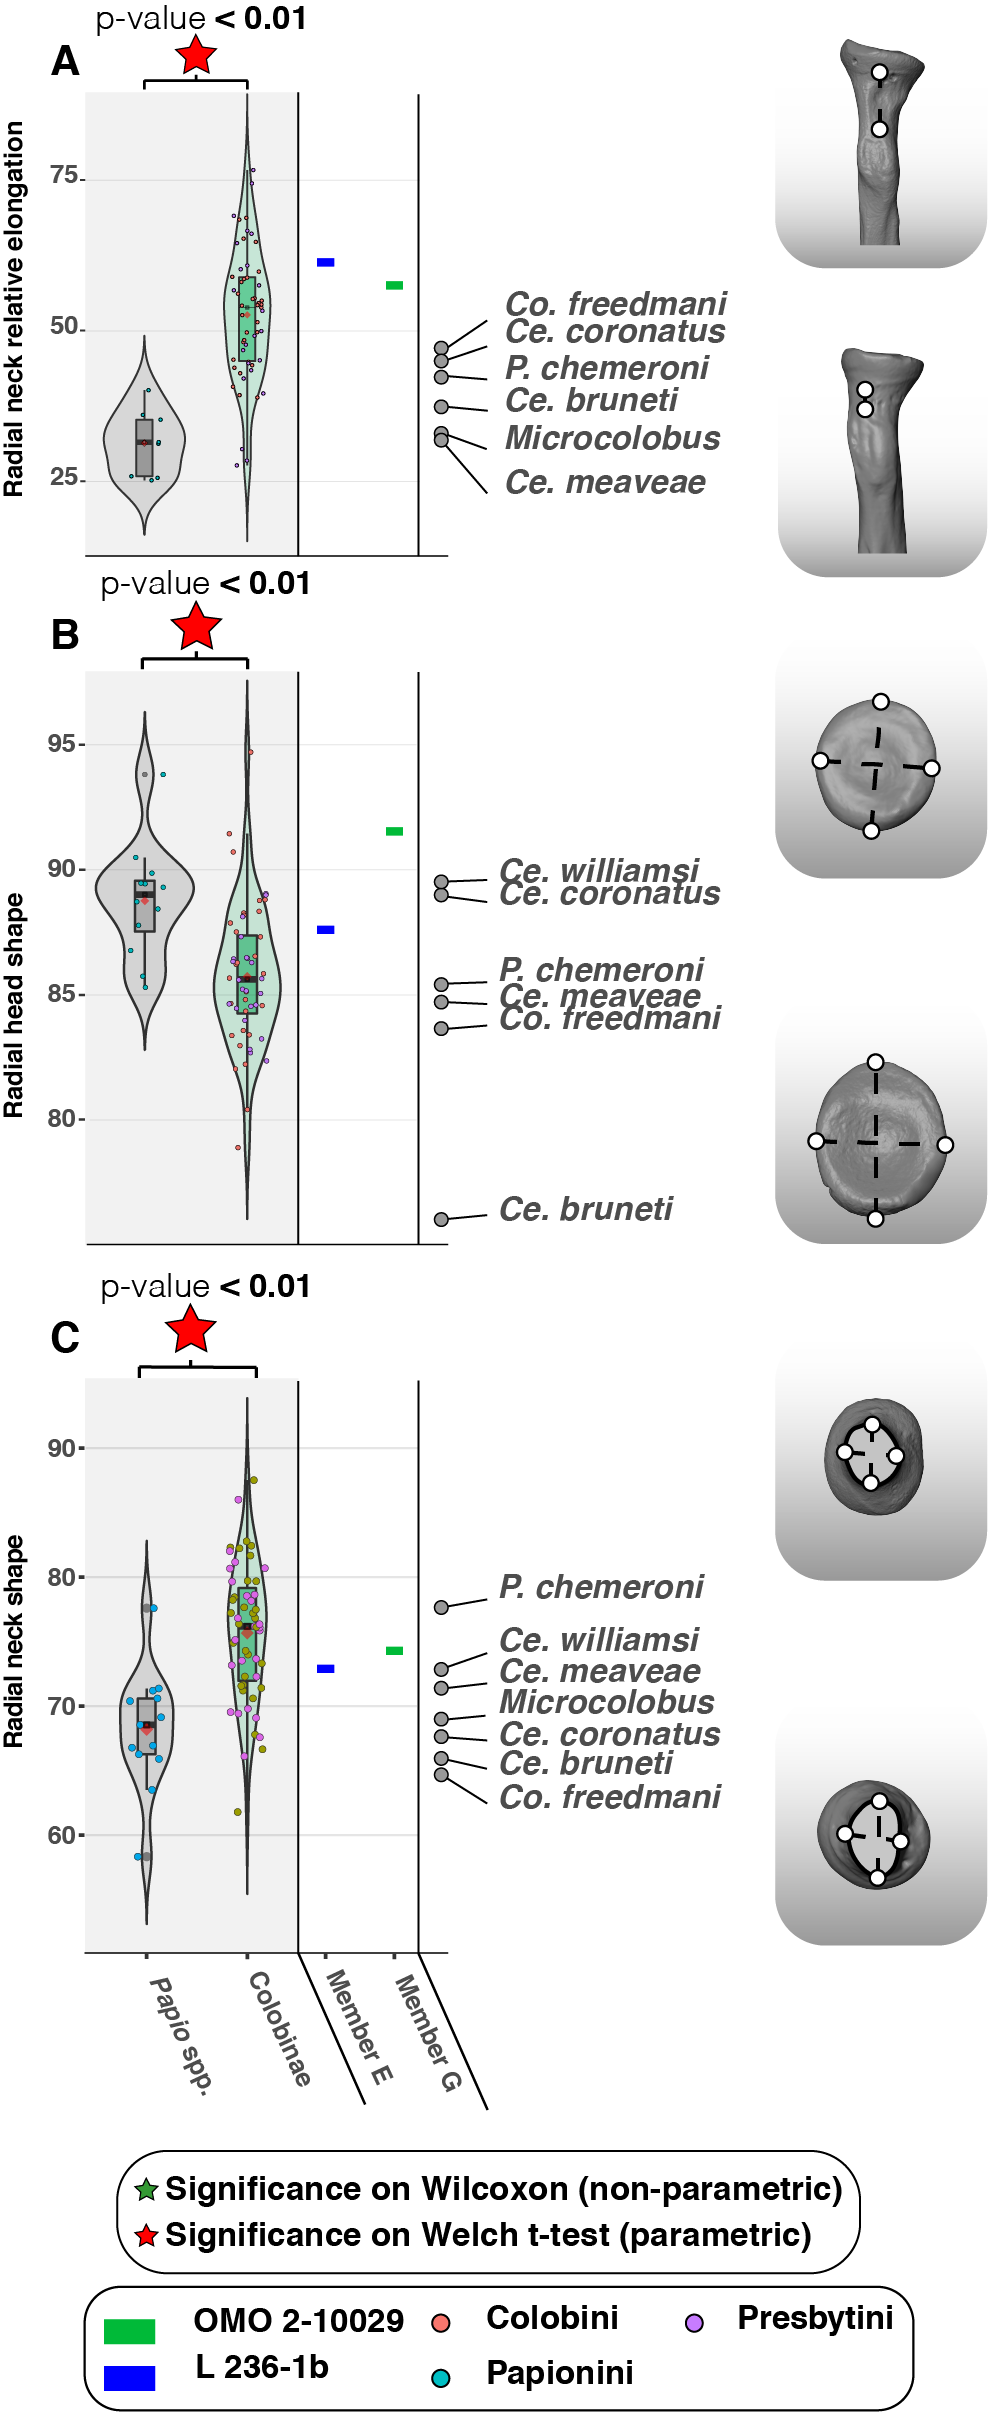 p-value < 0.01
A
Radial neck relative elongation
75
50
25
Co. freedmani
Ce. coronatus
P. chemeroni
Ce. bruneti
Microcolobus
Ce. meaveae
p-value < 0.01
B
Radial head shape
95
90
85
80
Ce. williamsi
Ce. coronatus
P. chemeroni
Ce. meaveae
Co. freedmani
Ce. bruneti
p-value < 0.01
C
Radial neck shape
90
80
70
60
P. chemeroni
Ce. williamsi
Ce. meaveae
Microcolobus
Ce. coronatus
Ce. bruneti
Co. freedmani
Papio spp.
Colobinae
Member E
Member G
Significance on Wilcoxon (non-parametric)
Significance on Welch t-test (parametric)
OMO 2-10029
Colobini
Presbytini
L 236-1b
Papionini